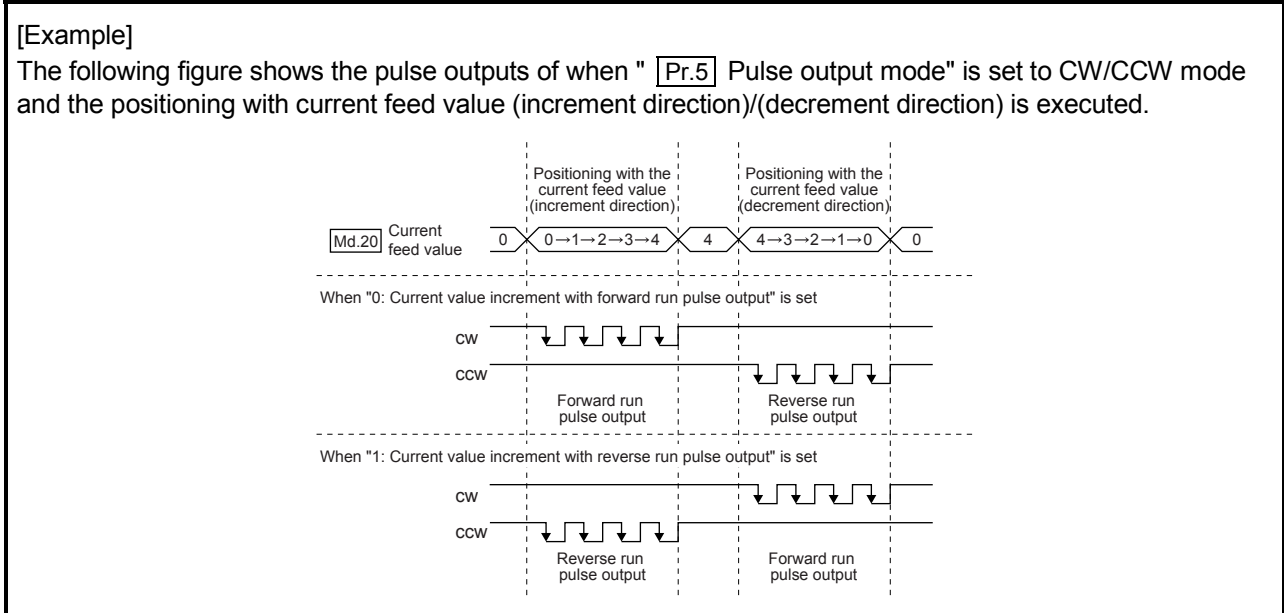 [Example]
The following figure shows the pulse outputs of when " Pr.5 Pulse output mode" is set to CW/CCW mode
and the positioning with current feed value (increment direction)/(decrement direction) is executed.
Positioning with the
current feed value
(increment direction)
Positioning with the
current feed value
(decrement direction)
Md.20 Current
feed value
0 0→1→2→3→4 4 4→3→2→1→0 0
When "0: Current value increment with forward run pulse output" is set
CW
CCW
Forward run
pulse output
Reverse run
pulse output
When "1: Current value increment with reverse run pulse output" is set
CW
CCW
Reverse run
pulse output
Forward run
pulse output